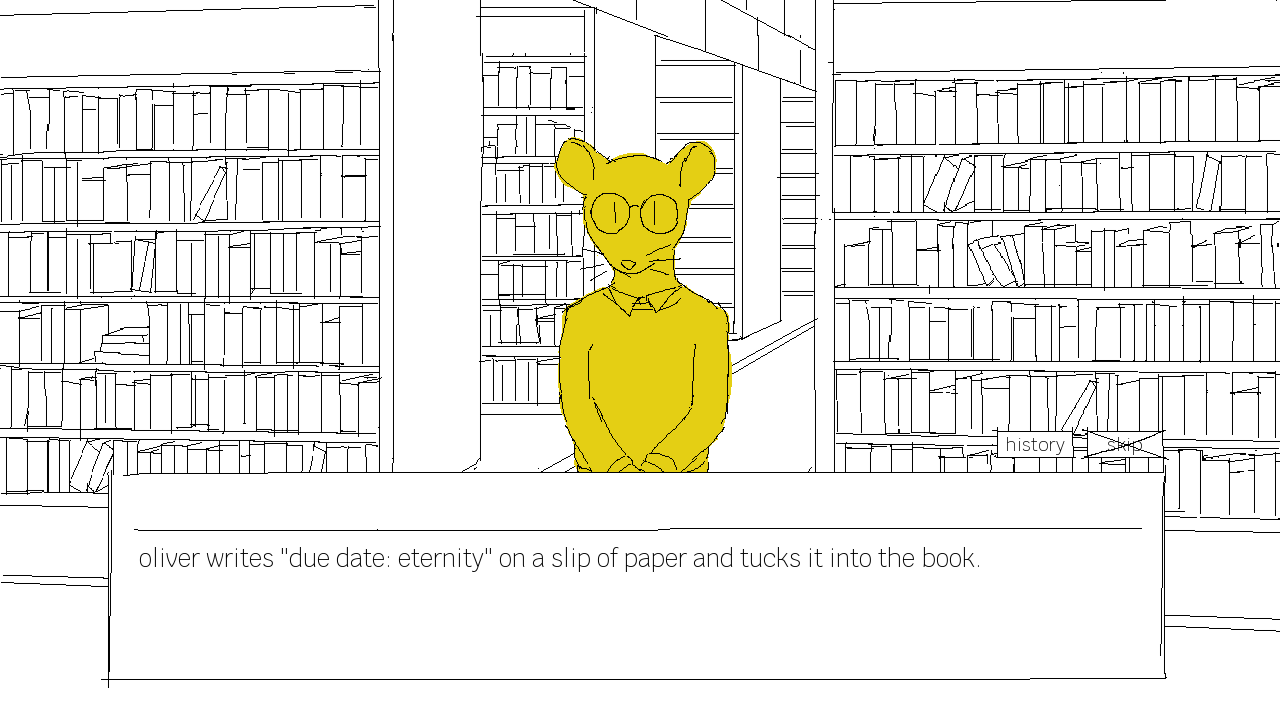 history
skip
oliver writes "due date: eternity" on a slip of paper and tucks it into the book.